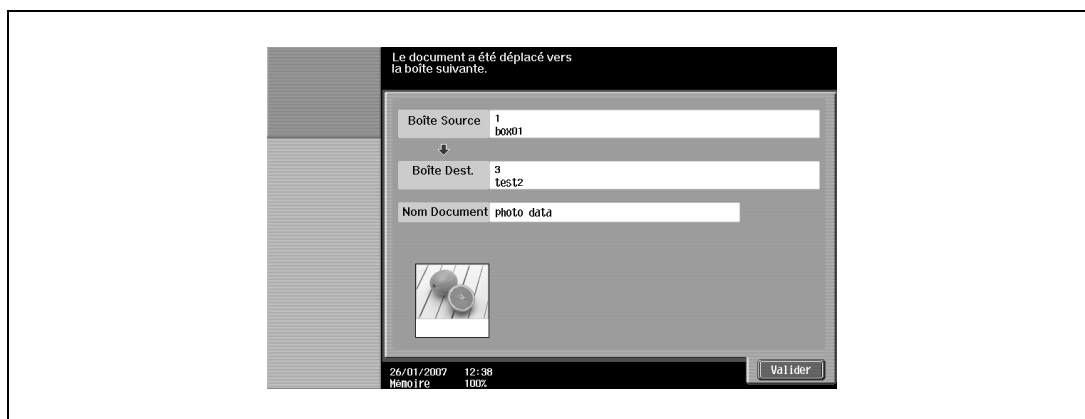 Le document a été déplacé vers
la boîte suivante.
Boîte Source
1
box01
Boîte Dest.
3
test2
Nom Document
photo data
26/01/2007 12:38
Mémoire 100%
Valider